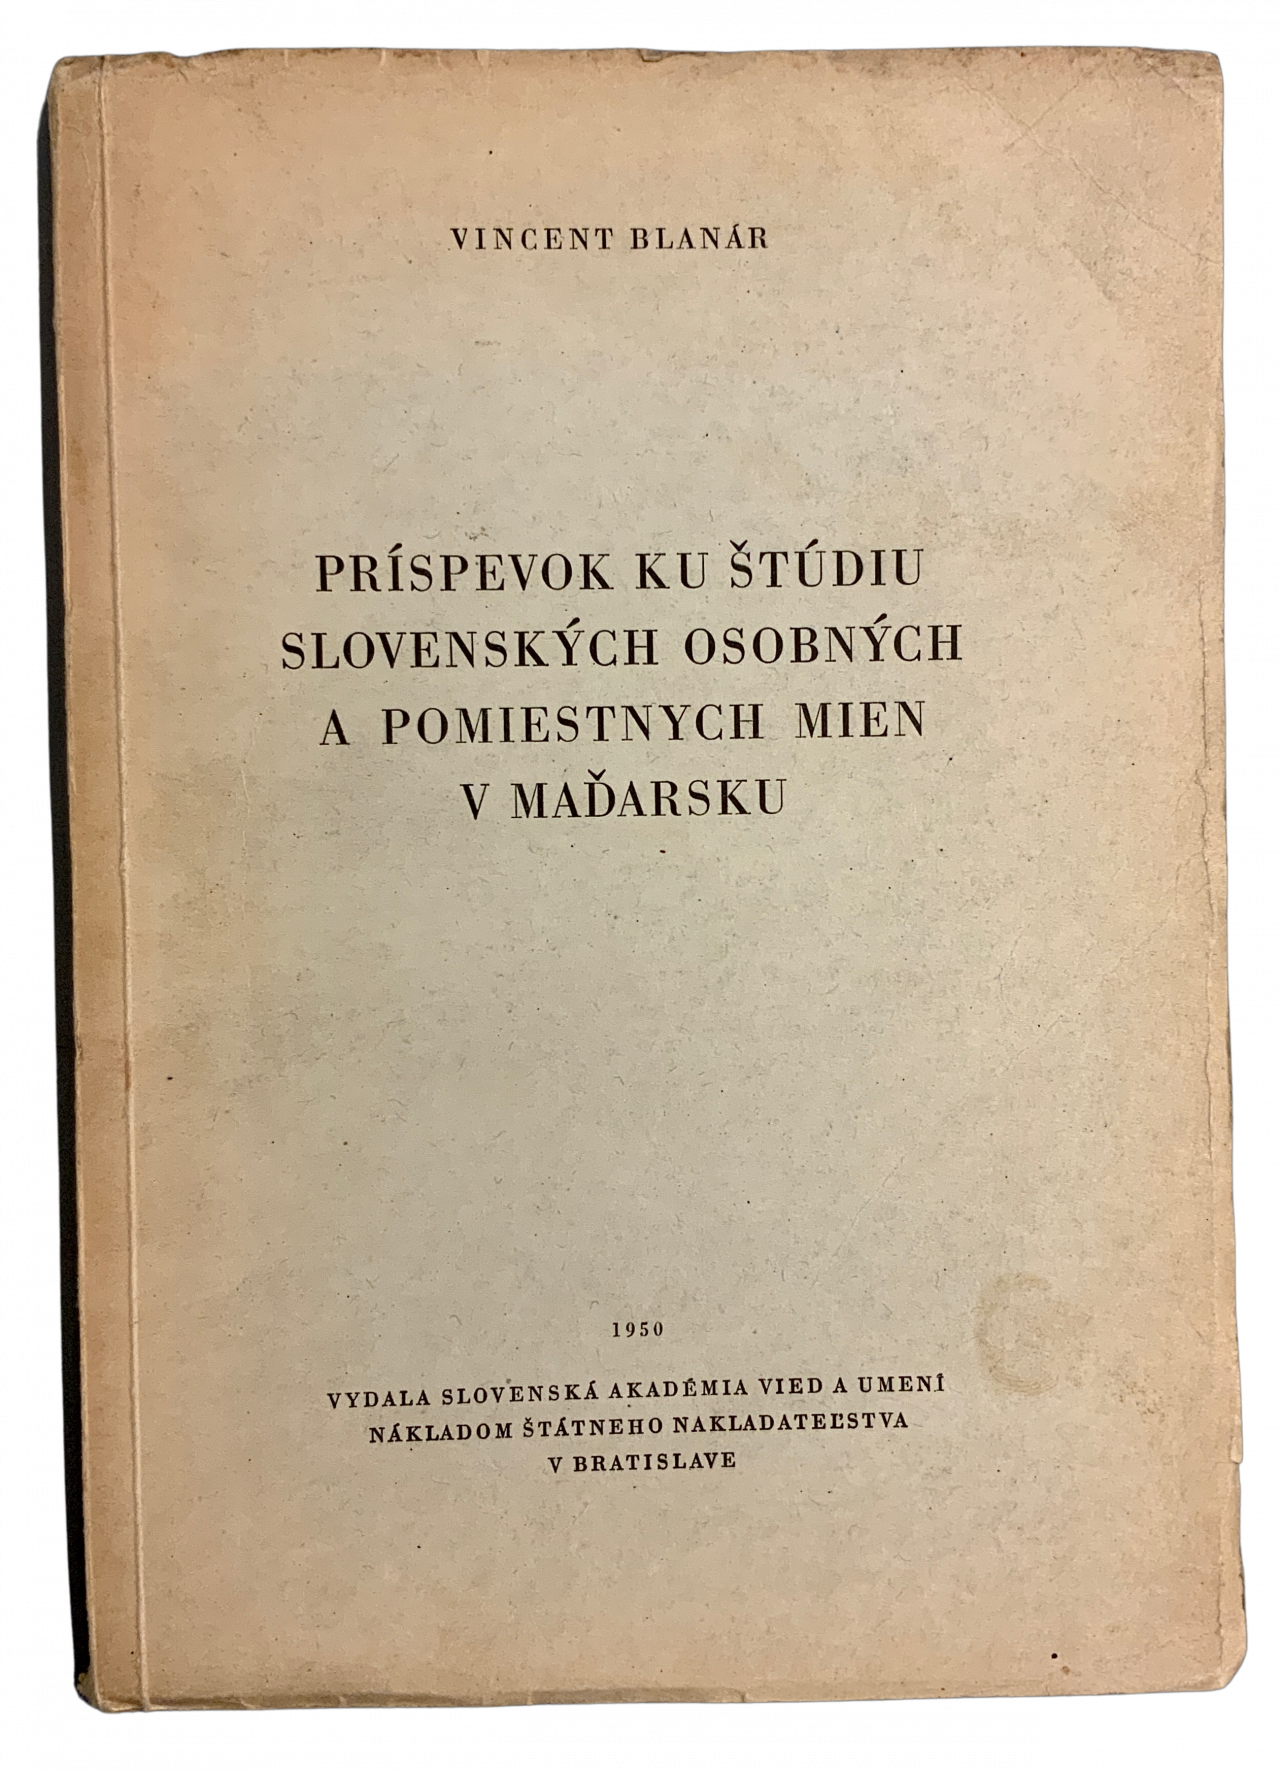 VINCENT BLANÁR
PRÍSPEVOK KU ŠTÚDIU
SLOVENSKÝCH OSOBNÝCH
A POMIESTNYCH MIEN
V MAĎARSKU
1950
VYDALA SLOVENSKÁ AKADÉMIA VIED A UMENÍ
NÁKLADOM ŠTÁTNEHO NAKLADATEĽSTVA
V BRATISLAVE